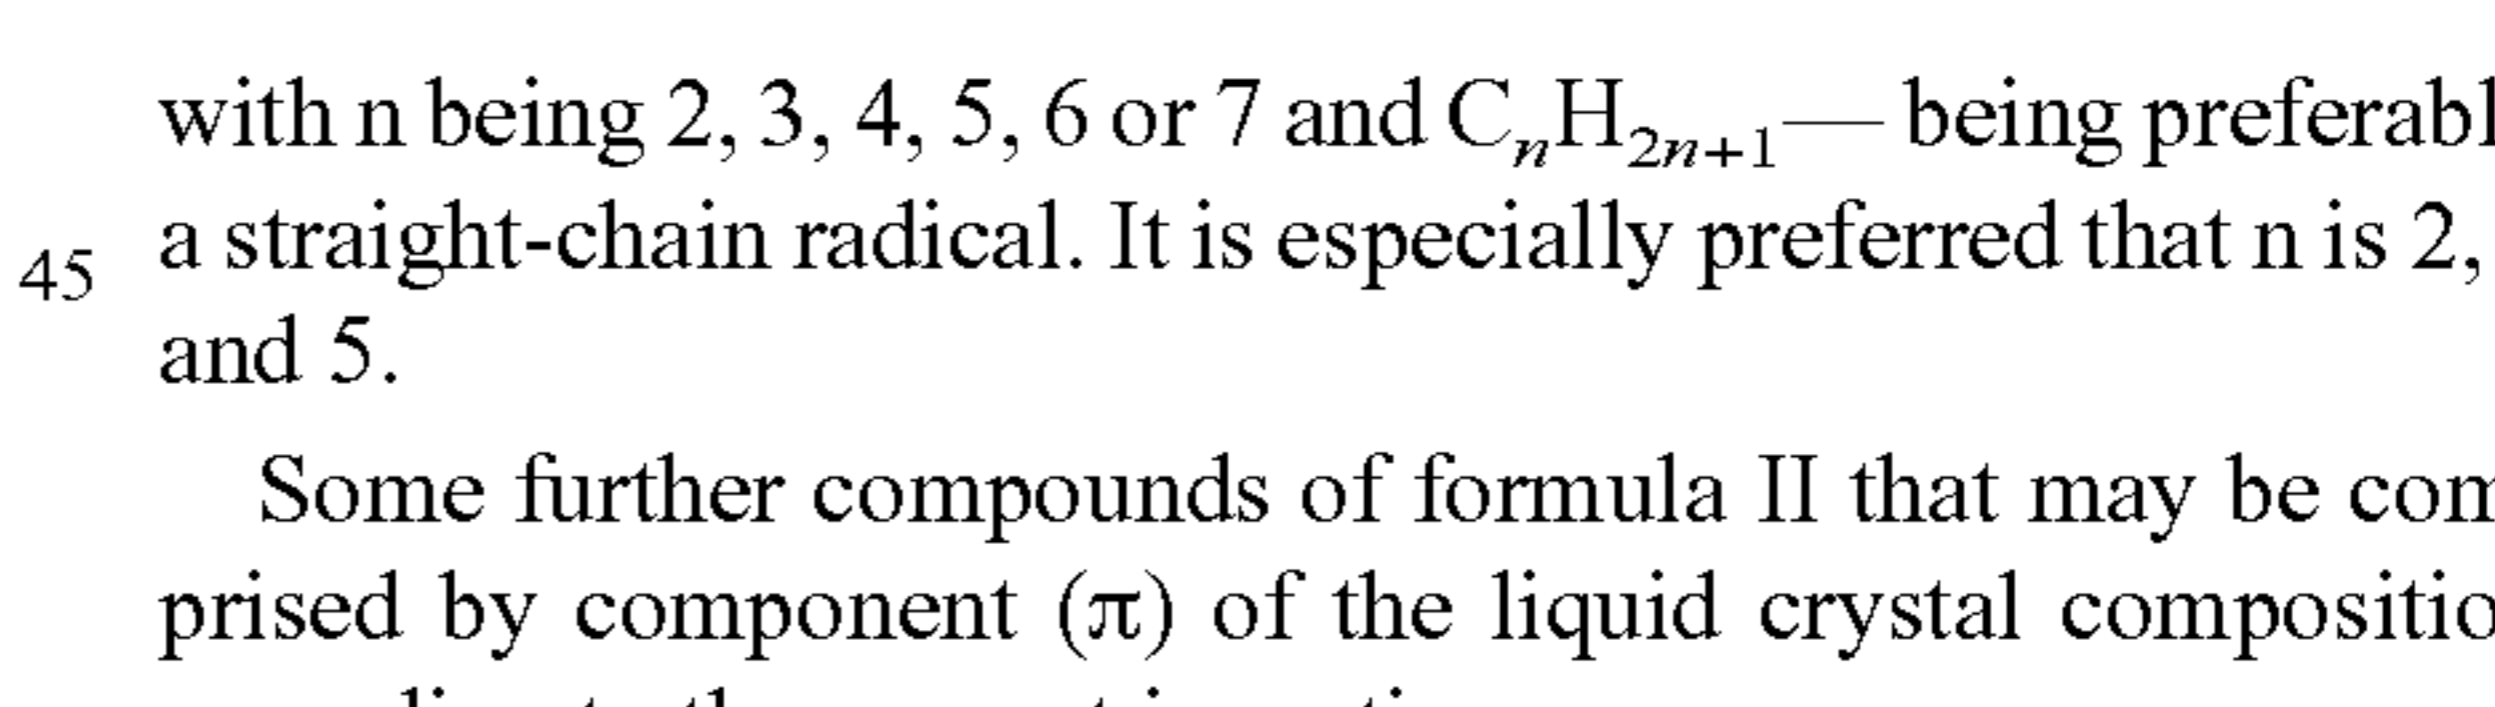 with n being 2, 3, 4, 5, 6 or 7 and CₙH₂ₙ₊₁— being preferabl
45 a straight-chain radical. It is especially preferred that n is 2,
and 5.
Some further compounds of formula II that may be com
prised by component (π) of the liquid crystal compositio